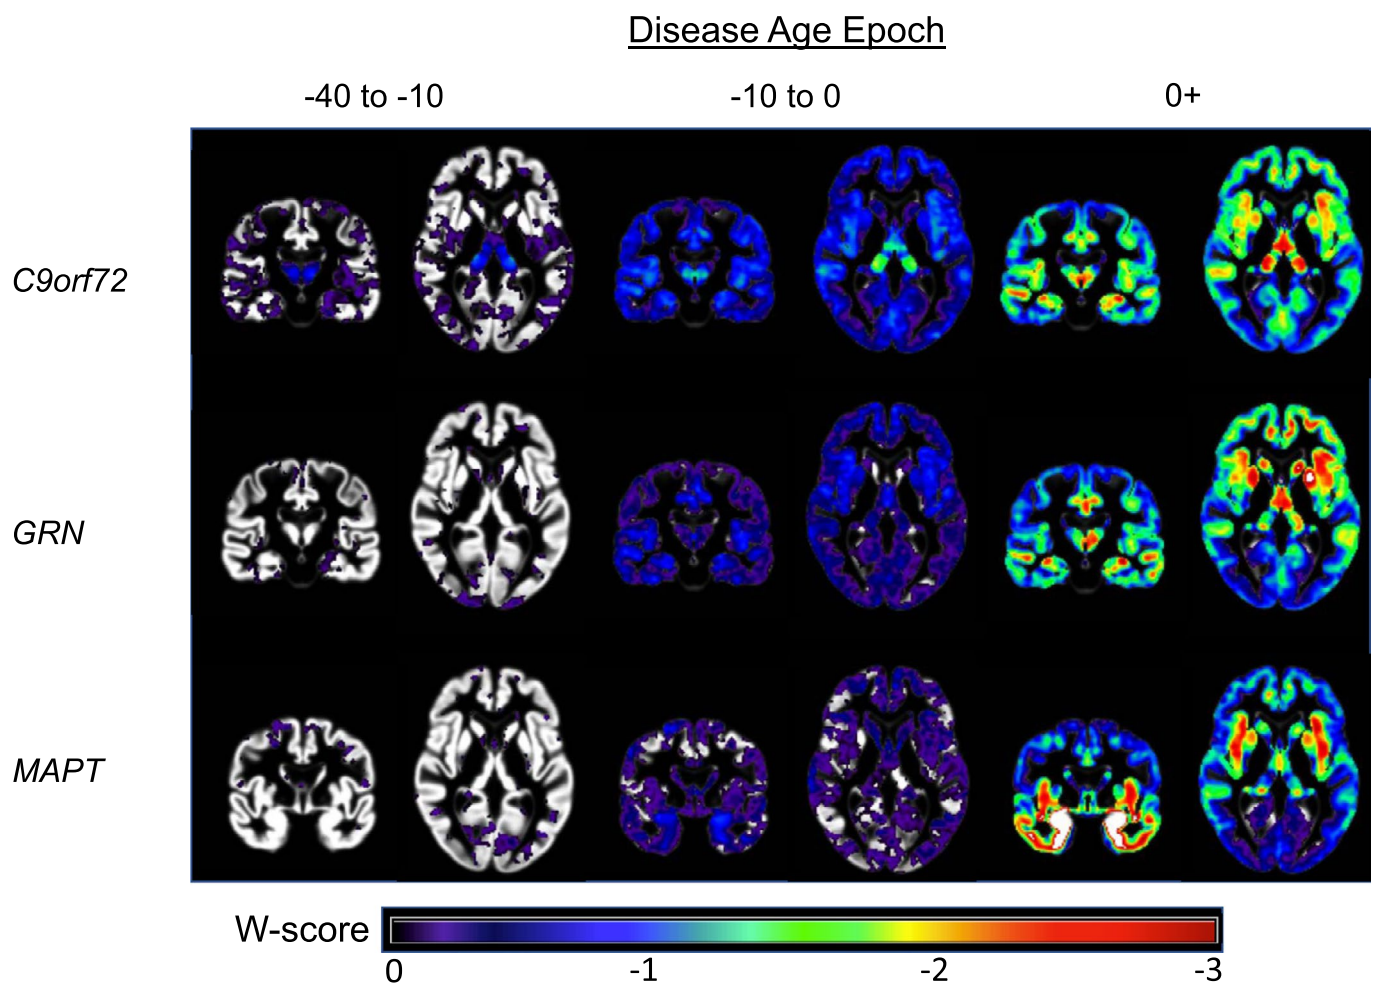 Disease Age Epoch
-40 to -10 -10 to 0 0+
C9orf72
GRN
MAPT
W-score
0 -1 -2 -3